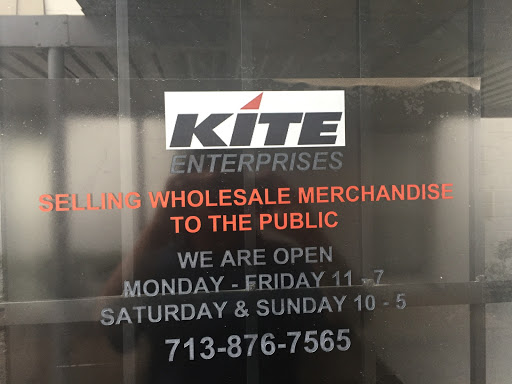 KITE
ENTERPRISES
SELLING WHOLESALE MERCHANDISE
TO THE PUBLIC
WE ARE OPEN
MONDAY - FRIDAY 11 - 7
SATURDAY & SUNDAY 10 - 5
713-876-7565